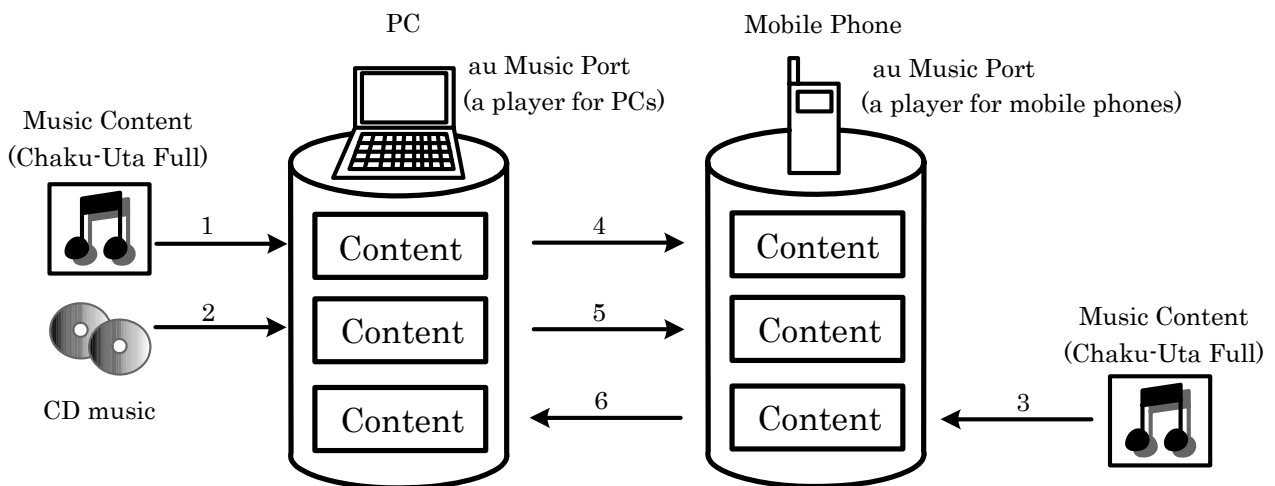 PC
au Music Port
(a player for PCs)
Mobile Phone
au Music Port
(a player for mobile phones)
Music Content
(Chaku-Uta Full)
1
Content
4
Content
2
Content
5
Content
CD music
Content
6
Content
3
Music Content
(Chaku-Uta Full)